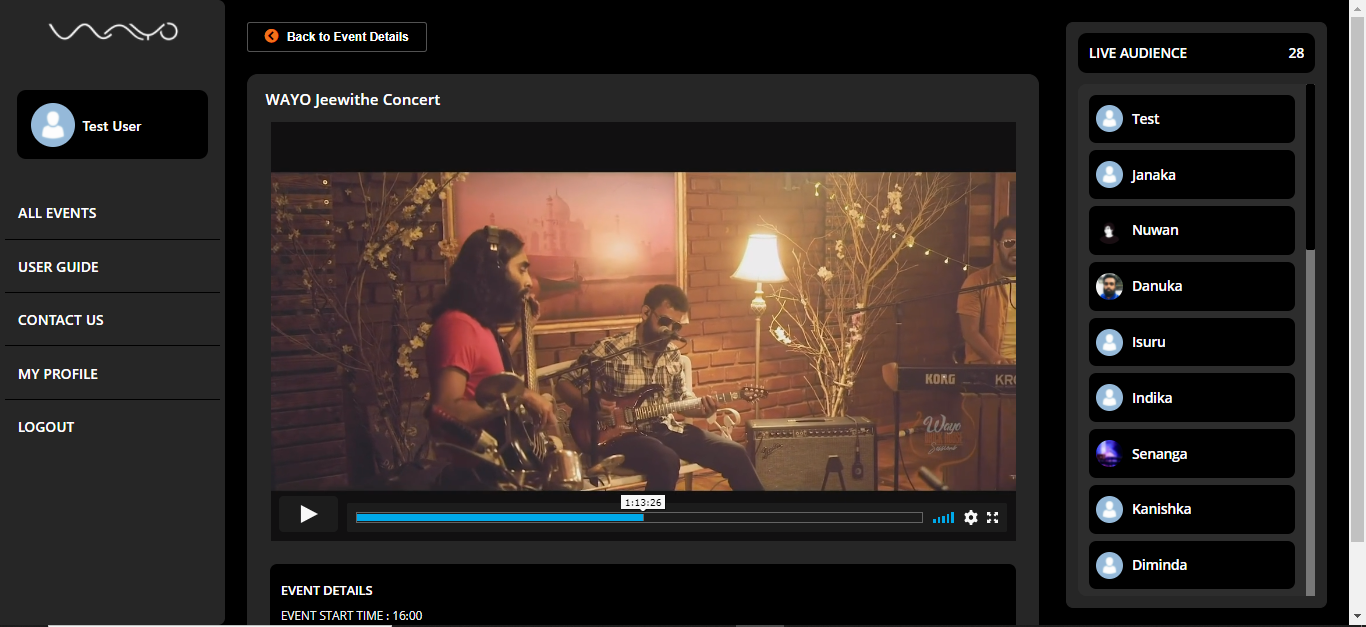 WAYO
Test User
ALL EVENTS
USER GUIDE
CONTACT US
MY PROFILE
LOGOUT
Back to Event Details
WAYO Jeewithe Concert
KORG KR
Wayo
1:13:26
EVENT DETAILS
EVENT START TIME : 16:00
LIVE AUDIENCE 28
Test
Janaka
Nuwan
Danuka
Isuru
Indika
Senanga
Kanishka
Diminda